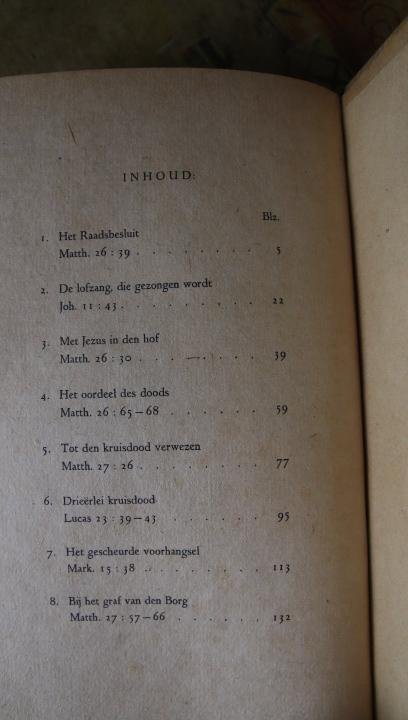 INHOUD:
Blz.
1. Het Raadsbesluit
Matth. 26 : 39 . . . . . . . . 5
2. De lofzang, die gezongen wordt
Joh. 11 : 43 . . . . . . . . 22
3. Met Jezus in den hof
Matth. 26 : 30 . . . . . . . 39
4. Het oordeel des doods
Matth. 26 : 65—68 . . . . . . 59
5. Tot den kruisdood verwezen
Matth. 27 : 26 . . . . . . . . 77
6. Drieërlei kruisdood
Lucas 23 : 39—43 . . . . . . 95
7. Het gescheurde voorhangsel
Mark. 15 : 38 . . . . . . . . 113
8. Bij het graf van den Borg
Matth. 27 : 57—66 . . . . . . 132